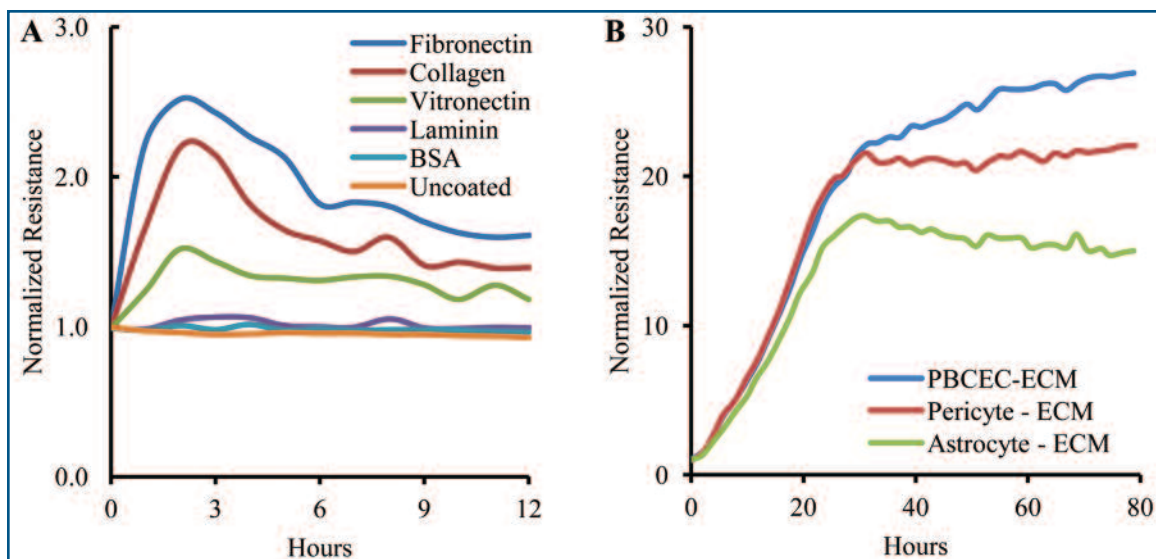 A
3.0
2.0
1.0
0.0
Normalized Resistance
Fibronectin
Collagen
Vitronectin
Laminin
BSA
Uncoated
0
3
6
9
12
Hours
B
30
20
10
0
Normalized Resistance
PBCEC-ECM
Pericyte - ECM
Astrocyte - ECM
0
20
40
60
80
Hours